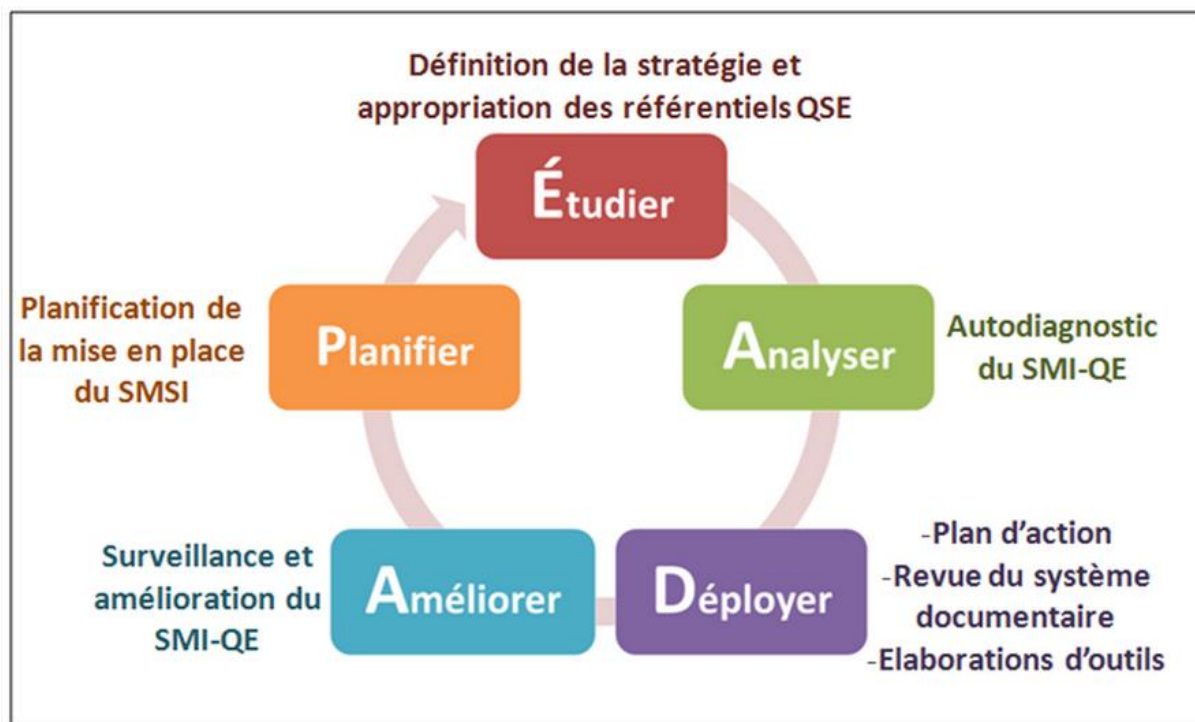 Définition de la stratégie et
appropriation des référentiels QSE
Étudier
Analyser
Autodiagnostic
du SMI-QE
Déployer
-Plan d’action
-Revue du système
documentaire
-Elaborations d’outils
Améliorer
Surveillance et
amélioration du
SMI-QE
Planifier
Planification de
la mise en place
du SMSI